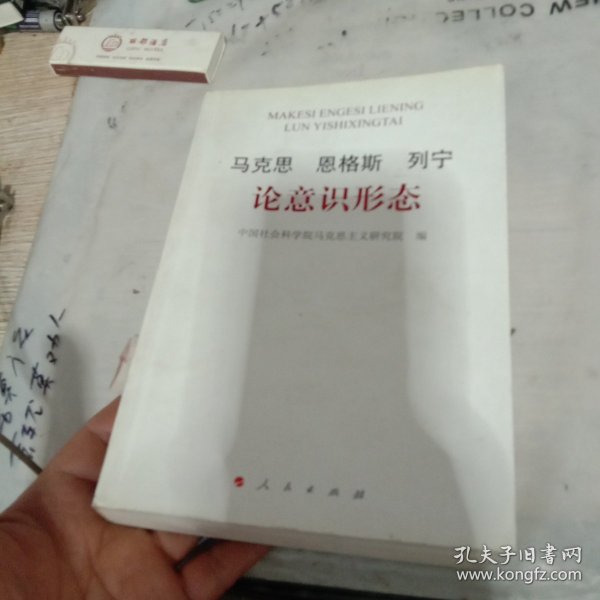 NEW COLLEC
MAKESI ENGESI LIENING
LUN YISHIXINGTAI
马克思 恩格斯 列宁
论意识形态
中国社会科学院马克思主义研究院 编
人民出版社
孔夫子旧书网
www.kongfz.com